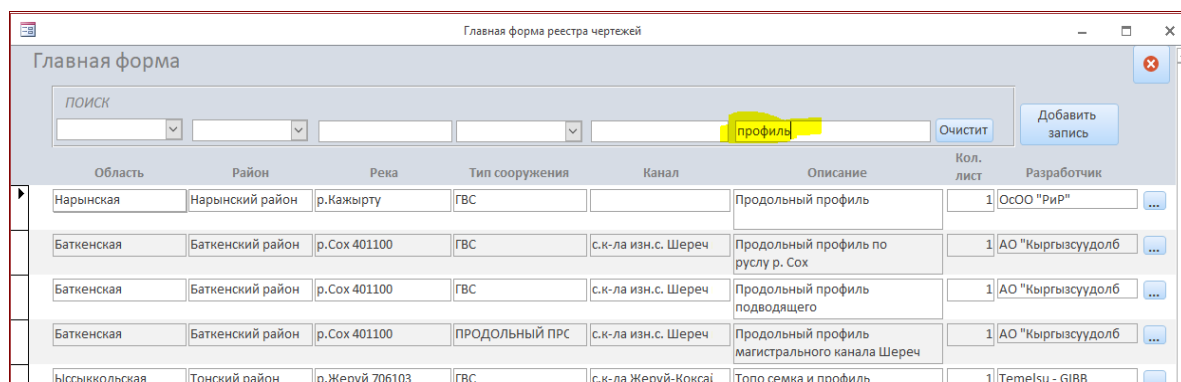 Главная форма реестра чертежей
Главная форма
ПОИСК
профиль Очистит
Добавить
запись
Область Район Река Тип сооружения Канал Описание Кол. лист Разработчик
Нарынская Нарынский район р.Кажырту ГВС Продольный профиль 1 ОсОО "РиР" ...
Баткенская Баткенский район р.Сох 401100 ГВС с.к-ла изн.с. Шереч Продольный профиль по 1 АО "Кыргызсуудолб ...
руслу р. Сох
Баткенская Баткенский район р.Сох 401100 ГВС с.к-ла изн.с. Шереч Продольный профиль 1 АО "Кыргызсуудолб ...
подводящего
Баткенская Баткенский район р.Сох 401100 ПРОДОЛЬНЫЙ ПРС с.к-ла изн.с. Шереч Продольный профиль 1 АО "Кыргызсуудолб ...
магистрального канала Шереч
Ыссыккольская Тонский район р.Жеруй 706103 ГВС с.к-ла Жеруй-Коксаі Топо семка и профиль 1 Temelsu - GIBB